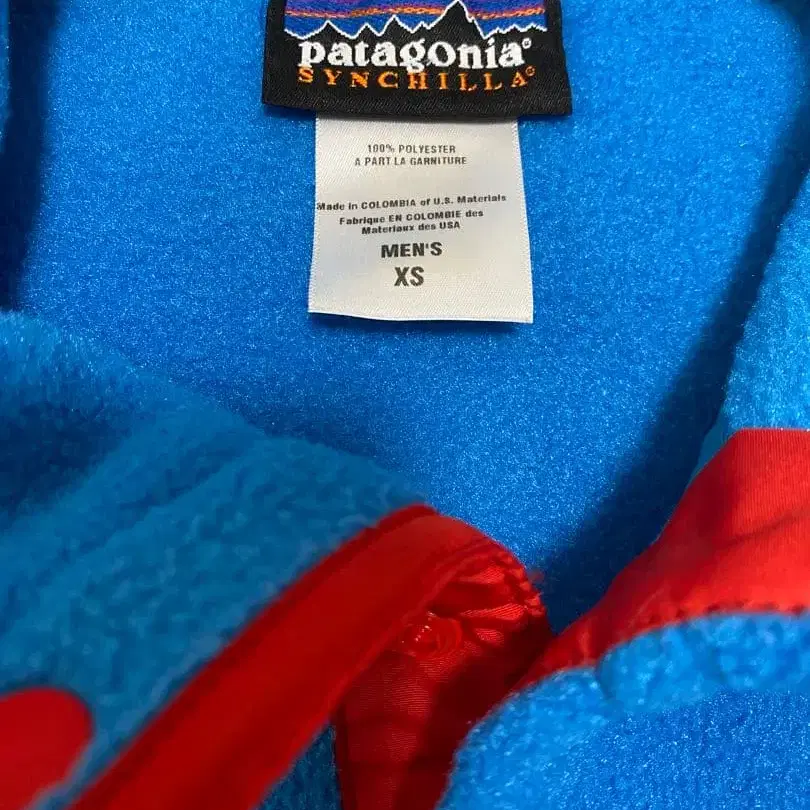 patagonia®
SYNCHILLA®
100% POLYESTER
A PART LA GARNITURE
Made in COLOMBIA of U.S. Materials
Fabrique EN COLOMBIE des
Materiaux des USA
MEN'S
XS